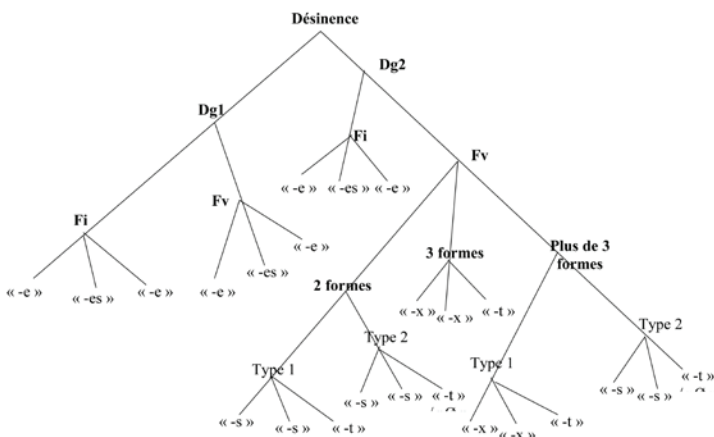 Désinence
Dg2
Dg1
Fi
Fv
« -e » « -es » « -e »
Fv
Fi
« -e »
« -es »
« -e »
3 formes
Plus de 3
formes
« -e » « -es » « -e »
2 formes
« -x » « -x » « -t »
Type 2
Type 2
Type 1
Type 1
« -t »
« -s » « -s »
« -s » « -s » « -t »
« -s » « -s » « -t »
« -x » « -x » « -t »